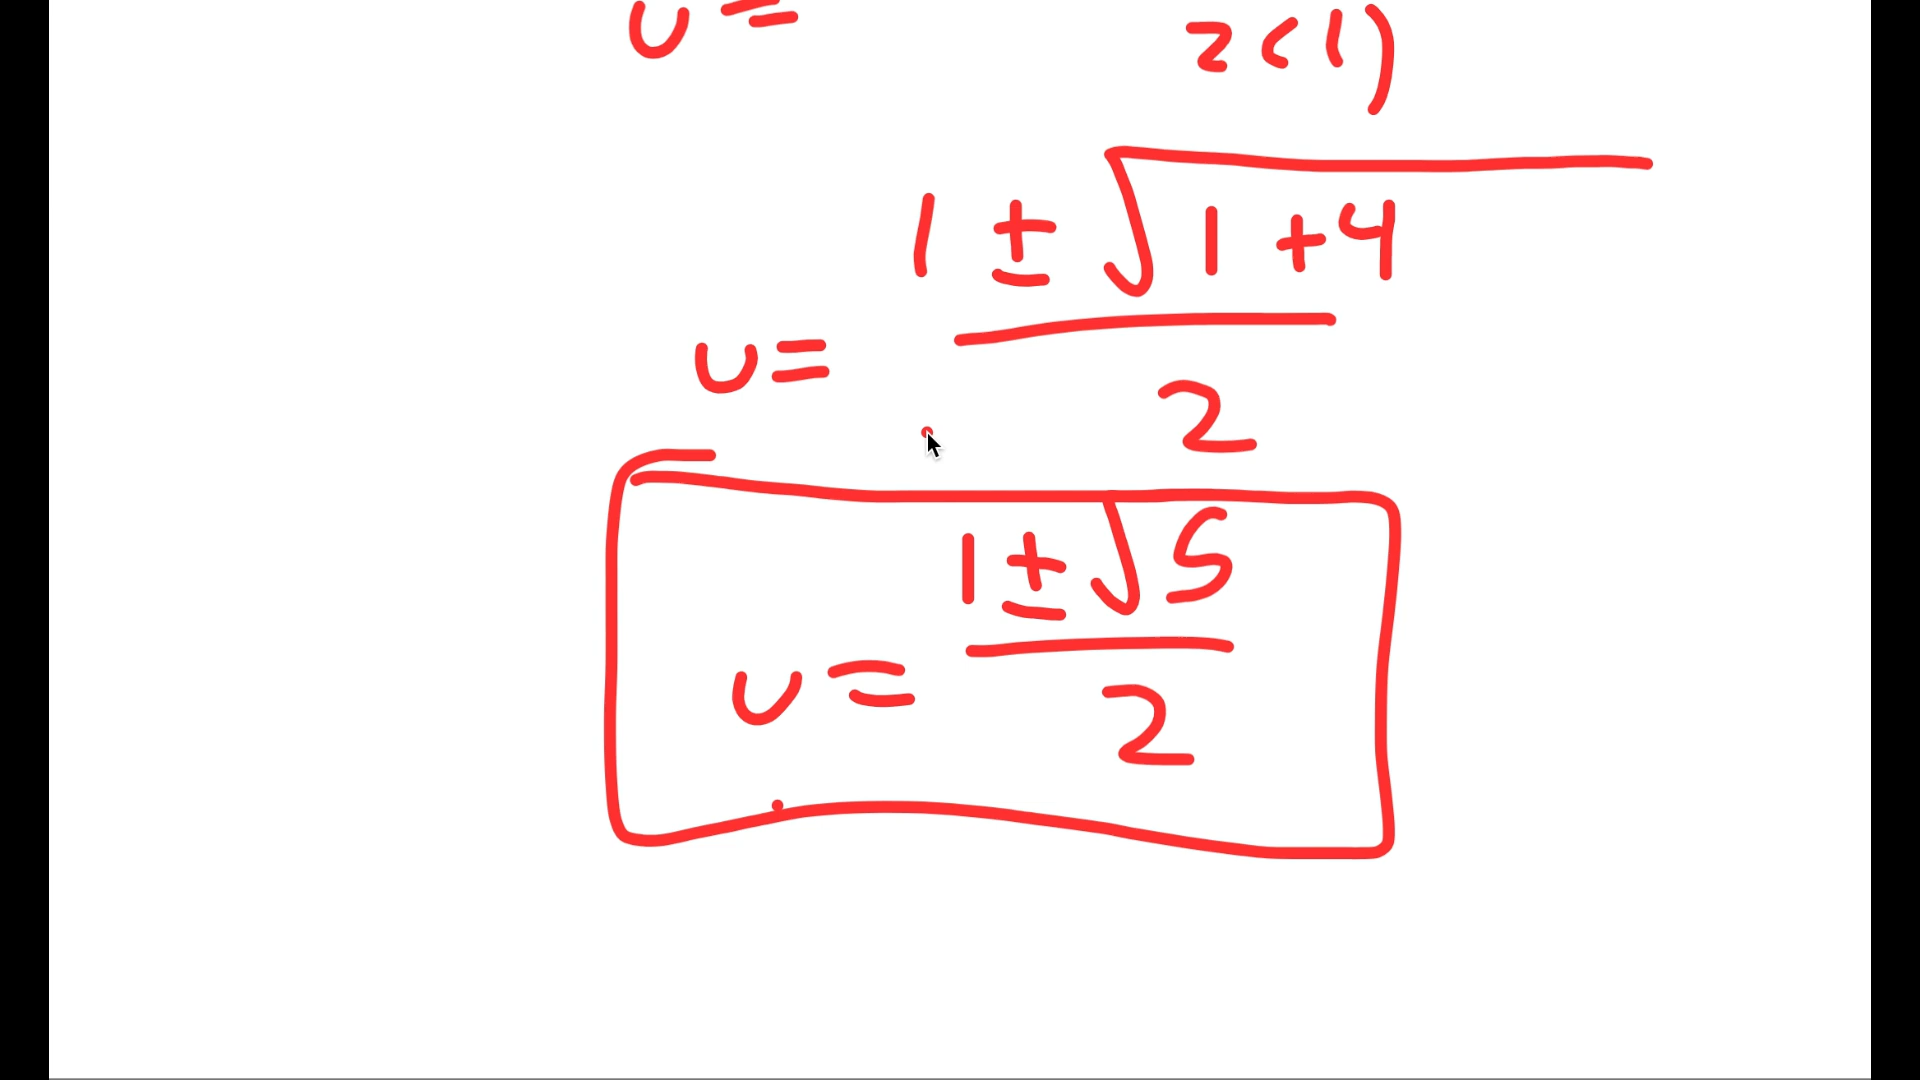 u =
2(1)
1 ± √1 + 4
u =
2
1 ± √5
u =
2